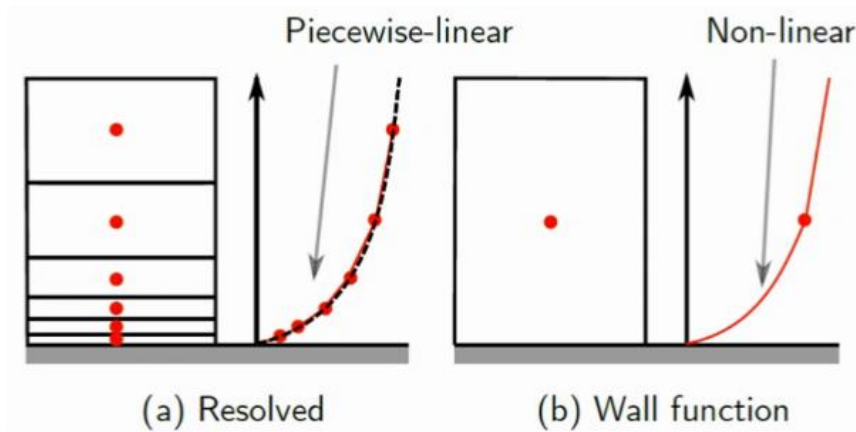 Piecewise-linear
Non-linear
(a) Resolved
(b) Wall function